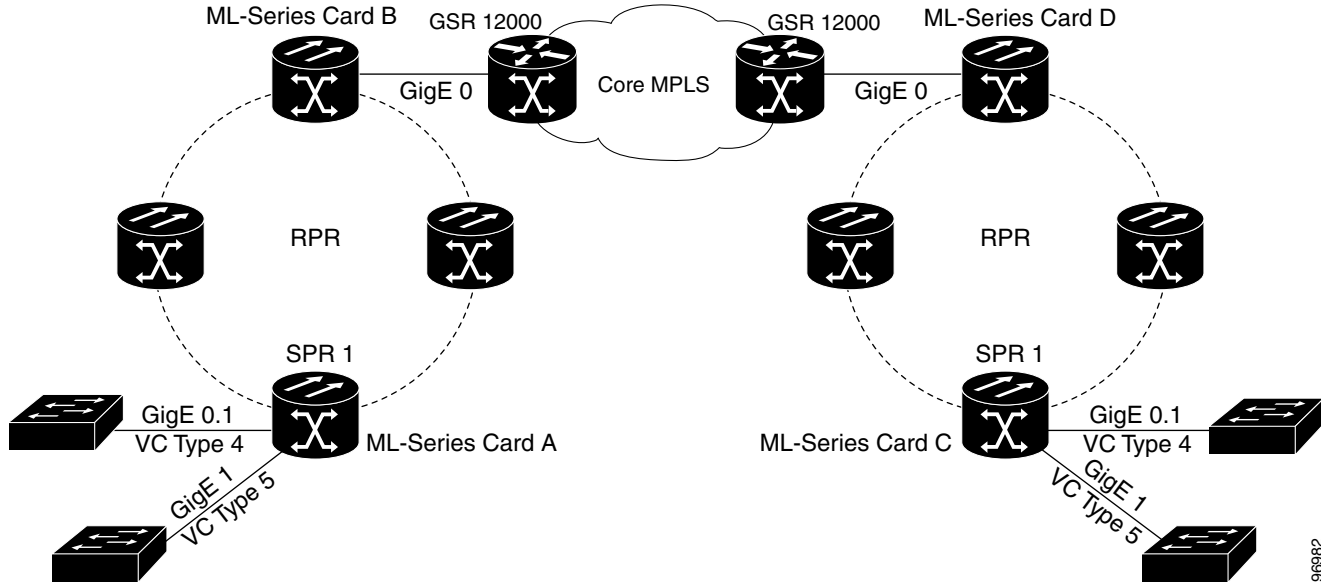 ML-Series Card B
GSR 12000
GSR 12000
ML-Series Card D
Core MPLS
GigE 0
GigE 0
RPR
RPR
SPR 1
SPR 1
GigE 0.1
VC Type 4
ML-Series Card A
ML-Series Card C
GigE 0.1
VC Type 4
GigE 1
VC Type 5
GigE 1
VC Type 5
96982